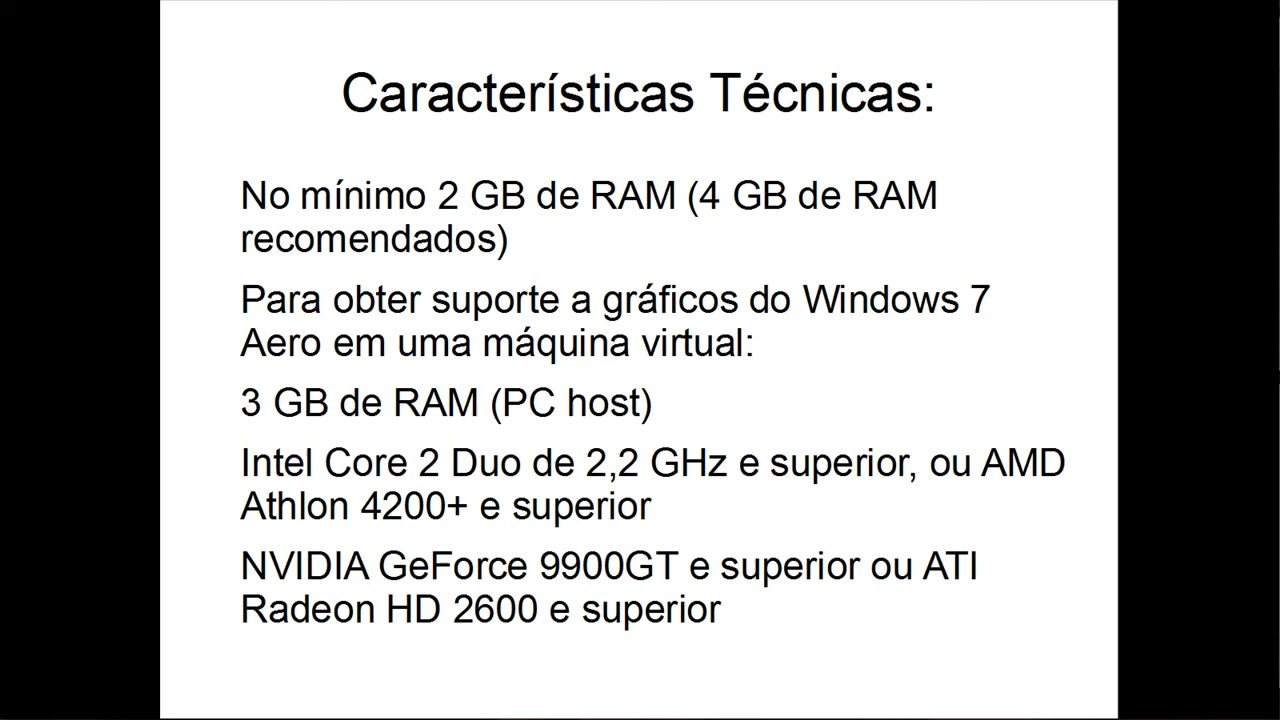 Características Técnicas:
No mínimo 2 GB de RAM (4 GB de RAM
recomendados)
Para obter suporte a gráficos do Windows 7
Aero em uma máquina virtual:
3 GB de RAM (PC host)
Intel Core 2 Duo de 2,2 GHz e superior, ou AMD
Athlon 4200+ e superior
NVIDIA GeForce 9900GT e superior ou ATI
Radeon HD 2600 e superior